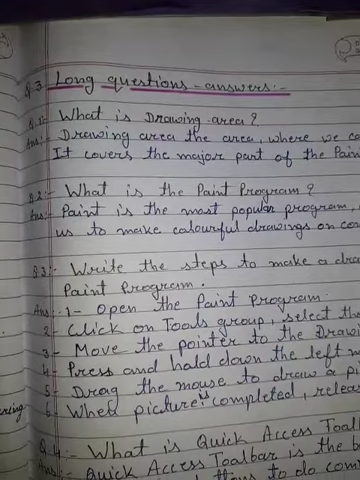 Q.3 Long questions-answers:-
Q.1:- What is Drawing area?
Ans:- Drawing area the area, where we
It covers the major part of the Pain
Q.2:- What is the Paint Program?
Ans:- Paint is the most popular program,
us to make colourful drawings on
Q.3:- Write the steps to make a
Paint Program.
Ans: 1- Open the Paint Program.
2- Click on Tools group, select the
3- Move the pointer to the
4- Press and hold down the left
5- Drag the mouse to draw a
6- When picture is completed,
Q.4:- What is Quick Access
Ans:- Quick Access Toolbar is the
to do